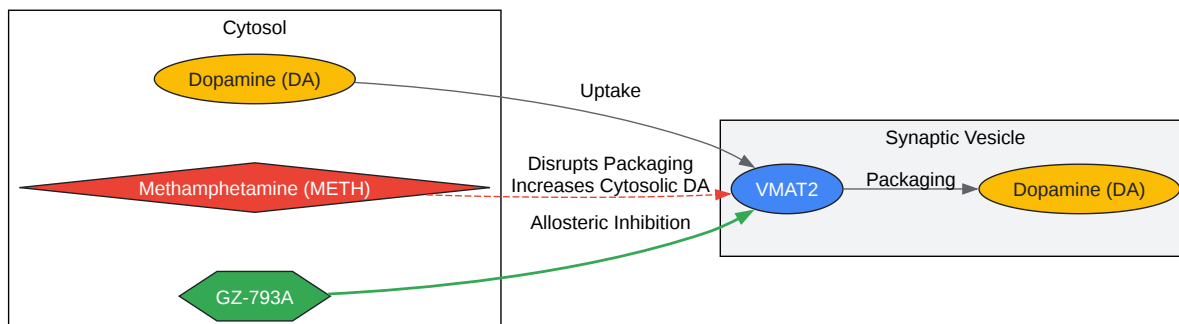 Cytosol
Dopamine (DA)
Uptake
Synaptic Vesicle
Methamphetamine (METH)
Disrupts Packaging
Increases Cytosolic DA
VMAT2
Packaging
Dopamine (DA)
Allosteric Inhibition
GZ-793A